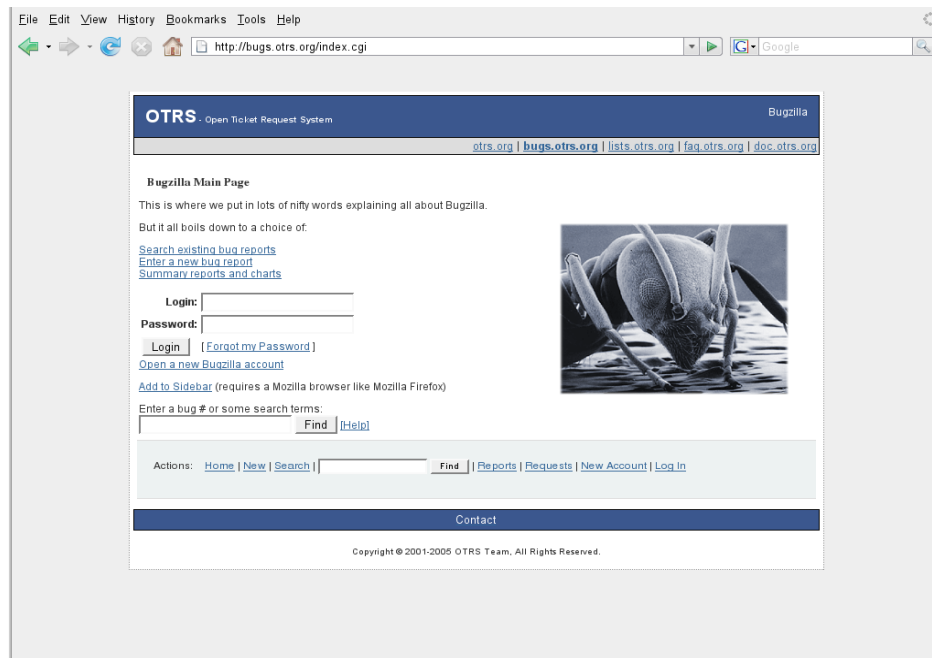 File Edit View History Bookmarks Tools Help
http://bugs.otrs.org/index.cgi
G Google
OTRS - Open Ticket Request System
Bugzilla
otrs.org | bugs.otrs.org | lists.otrs.org | faq.otrs.org | doc.otrs.org
Bugzilla Main Page
This is where we put in lots of nifty words explaining all about Bugzilla.
But it all boils down to a choice of:
Search existing bug reports
Enter a new bug report
Summary reports and charts
Login:
Password:
Login [ Forgot my Password ]
Open a new Bugzilla account
Add to Sidebar (requires a Mozilla browser like Mozilla Firefox)
Enter a bug # or some search terms:
Find [Help]
Actions: Home | New | Search | Find | Reports | Requests | New Account | Log In
Contact
Copyright © 2001-2005 OTRS Team, All Rights Reserved.